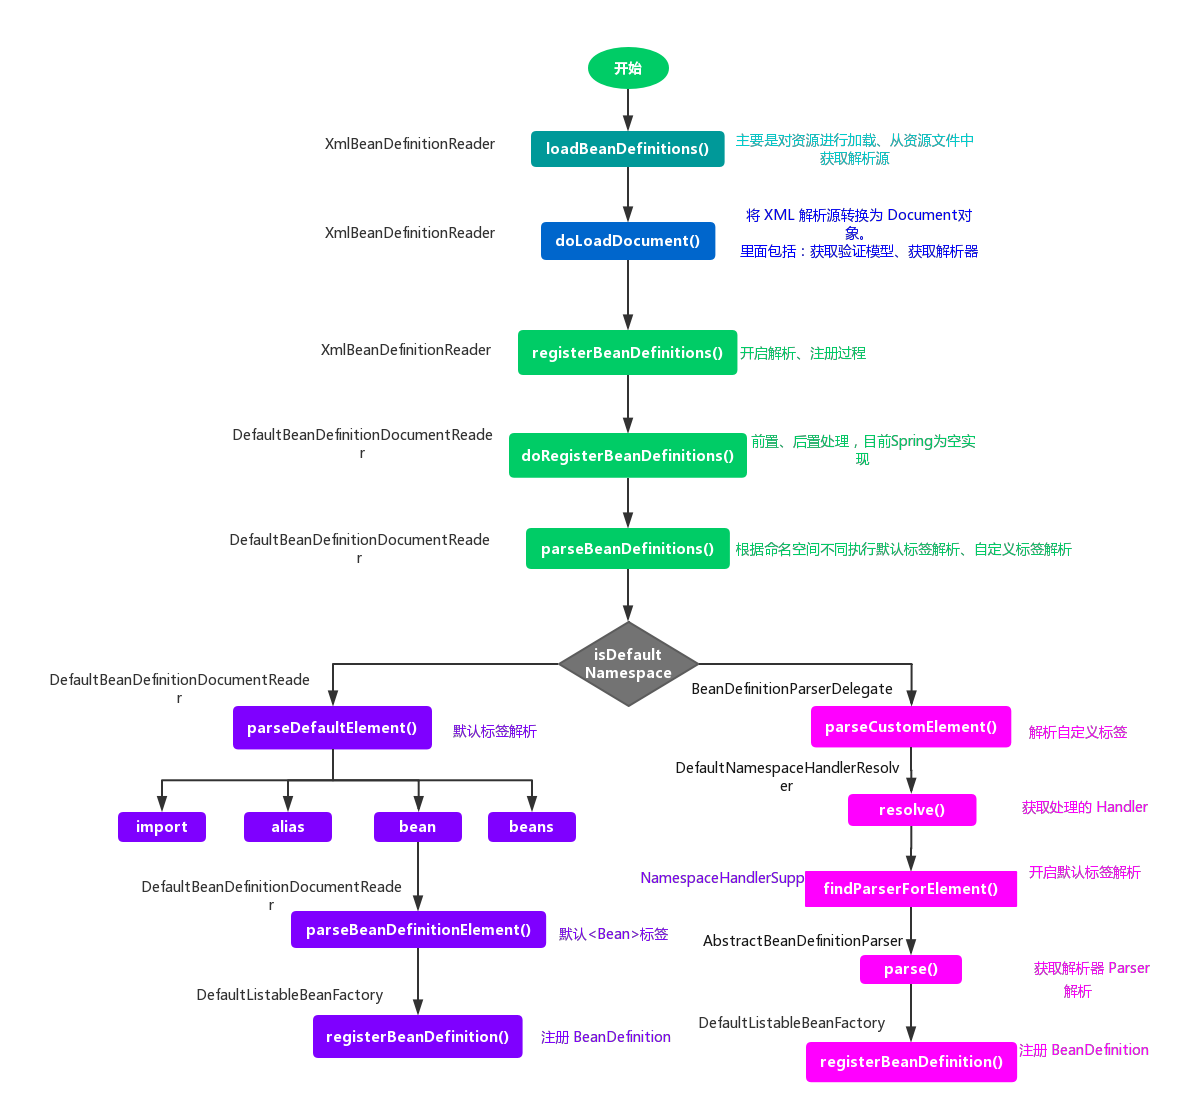 开始
XmlBeanDefinitionReader
loadBeanDefinitions()
主要是对资源进行加载、从资源文件中
获取解析源
XmlBeanDefinitionReader
doLoadDocument()
将 XML 解析源转换为 Document对
象。
里面包括：获取验证模型、获取解析器
XmlBeanDefinitionReader
registerBeanDefinitions()
开启解析、注册过程
DefaultBeanDefinitionDocumentReade
r
doRegisterBeanDefinitions()
前置、后置处理，目前Spring为空实
现
DefaultBeanDefinitionDocumentReade
r
parseBeanDefinitions()
根据命名空间不同执行默认标签解析、自定义标签解析
isDefault
Namespace
DefaultBeanDefinitionDocumentReade
r
parseDefaultElement()
默认标签解析
import
alias
bean
beans
DefaultBeanDefinitionDocumentReade
r
parseBeanDefinitionElement()
默认<Bean>标签
DefaultListableBeanFactory
registerBeanDefinition()
注册 BeanDefinition
BeanDefinitionParserDelegate
parseCustomElement()
解析自定义标签
DefaultNamespaceHandlerResolv
er
resolve()
获取处理的 Handler
NamespaceHandlerSupp
findParserForElement()
开启默认标签解析
AbstractBeanDefinitionParser
parse()
获取解析器 Parser
解析
DefaultListableBeanFactory
registerBeanDefinition()
注册 BeanDefinition